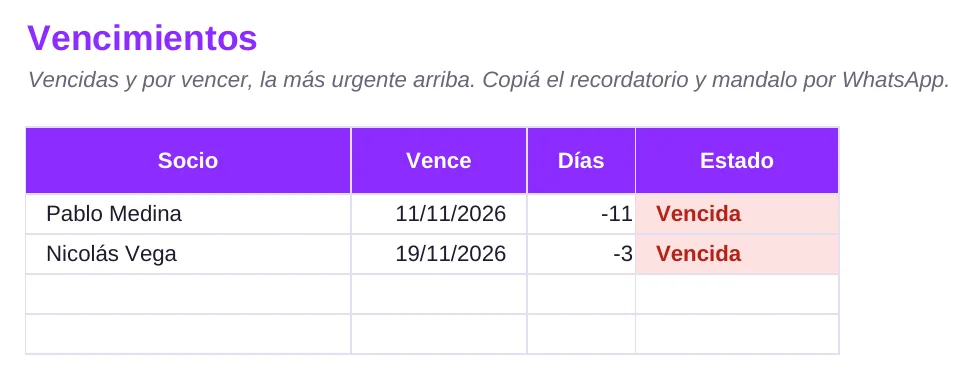 Vencimientos
Vencidas y por vencer, la más urgente arriba. Copiá el recordatorio y mandalo por WhatsApp.
Socio Vence Días Estado
Pablo Medina 11/11/2026 -11 Vencida
Nicolás Vega 19/11/2026 -3 Vencida